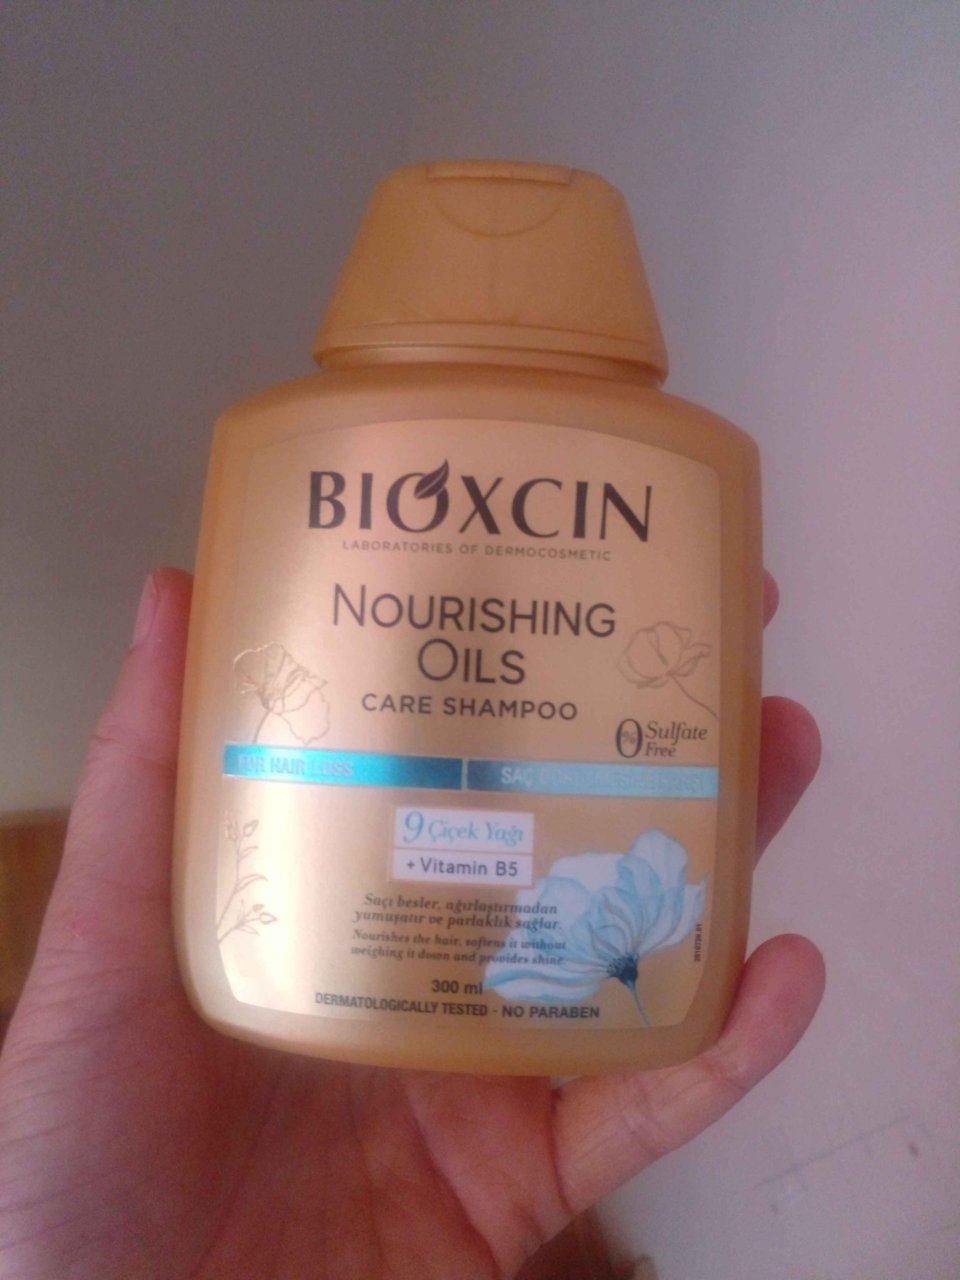 BIOXCIN
LABORATORIES OF DERMOCOSMETIC
NOURISHING
OILS
CARE SHAMPOO
0% Sulfate
Free
FOR HAIR LOSS
SAÇ
9 Çiçek Yağı
+ Vitamin B5
Saçı besler, ağırlaştırmadan
yumuşatır ve parlaklık sağlar.
Nourishes the hair, softens it without
weighing it down and provides shine.
300 ml
DERMATOLOGICALLY TESTED - NO PARABEN